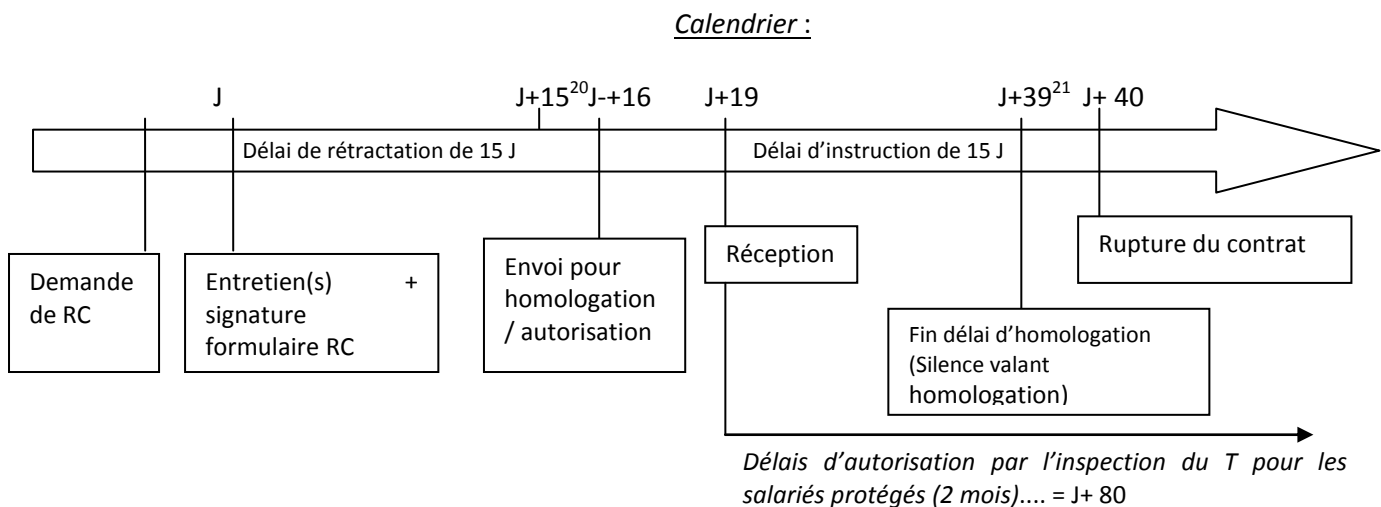 Calendrier :
J J+15²⁰J-+16 J+19 J+39²¹ J+ 40
Délai de rétractation de 15 J Délai d’instruction de 15 J
Demande
de RC
Entretien(s) +
signature
formulaire RC
Envoi pour
homologation
/ autorisation
Réception
Rupture du contrat
Fin délai d’homologation
(Silence valant
homologation)
Délais d’autorisation par l’inspection du T pour les
salariés protégés (2 mois).... = J+ 80